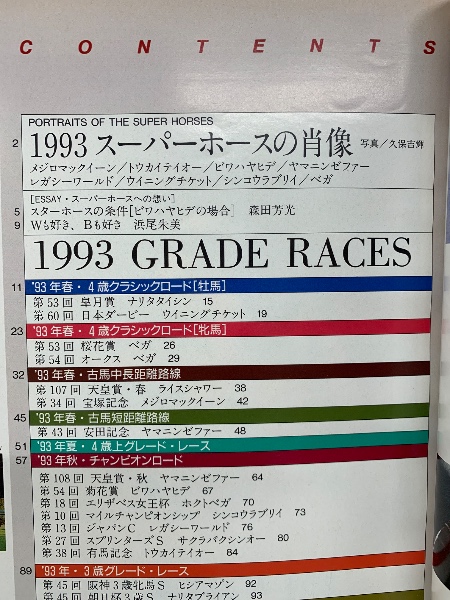 CONTENTS
PORTRAITS OF THE SUPER HORSES
2 1993 スーパーホースの肖像 写真／久保吉輝
メジロマックイーン／トウカイテイオー／ビワハヤヒデ／ヤマニンゼファー
レガシーワールド／ウイニングチケット／シンコウラブリイ／ベガ
[ESSAY・スーパーホースへの想い]
5 スターホースの条件[ビワハヤヒデの場合] 森田芳光
9 Wも好き、Bも好き 浜尾朱美
1993 GRADE RACES
11 '93年春・4歳クラシックロード[牡馬]
第53回 皐月賞 ナリタタイシン 15
第60回 日本ダービー ウイニングチケット 19
23 '93年春・4歳クラシックロード[牝馬]
第53回 桜花賞 ベガ 26
第54回 オークス ベガ 29
32 '93年春・古馬中長距離路線
第107回 天皇賞・春 ライスシャワー 38
第34回 宝塚記念 メジロマックイーン 42
45 '93年春・古馬短距離路線
第43回 安田記念 ヤマニンゼファー 48
51 '93年夏・4歳上グレード・レース
57 '93年秋・チャンピオンロード
第108回 天皇賞・秋 ヤマニンゼファー 64
第54回 菊花賞 ビワハヤヒデ 67
第18回 エリザベス女王杯 ホクトベガ 70
第10回 マイルチャンピオンシップ シンコウラブリイ 73
第13回 ジャパンC レガシーワールド 76
第27回 スプリンターズS サクラバクシンオー 80
第38回 有馬記念 トウカイテイオー 84
89 '93年・3歳グレード・レース
第45回 阪神3歳牝馬S ヒシアマゾン 92
第45回 朝日杯3歳S ナリタブライアン 93